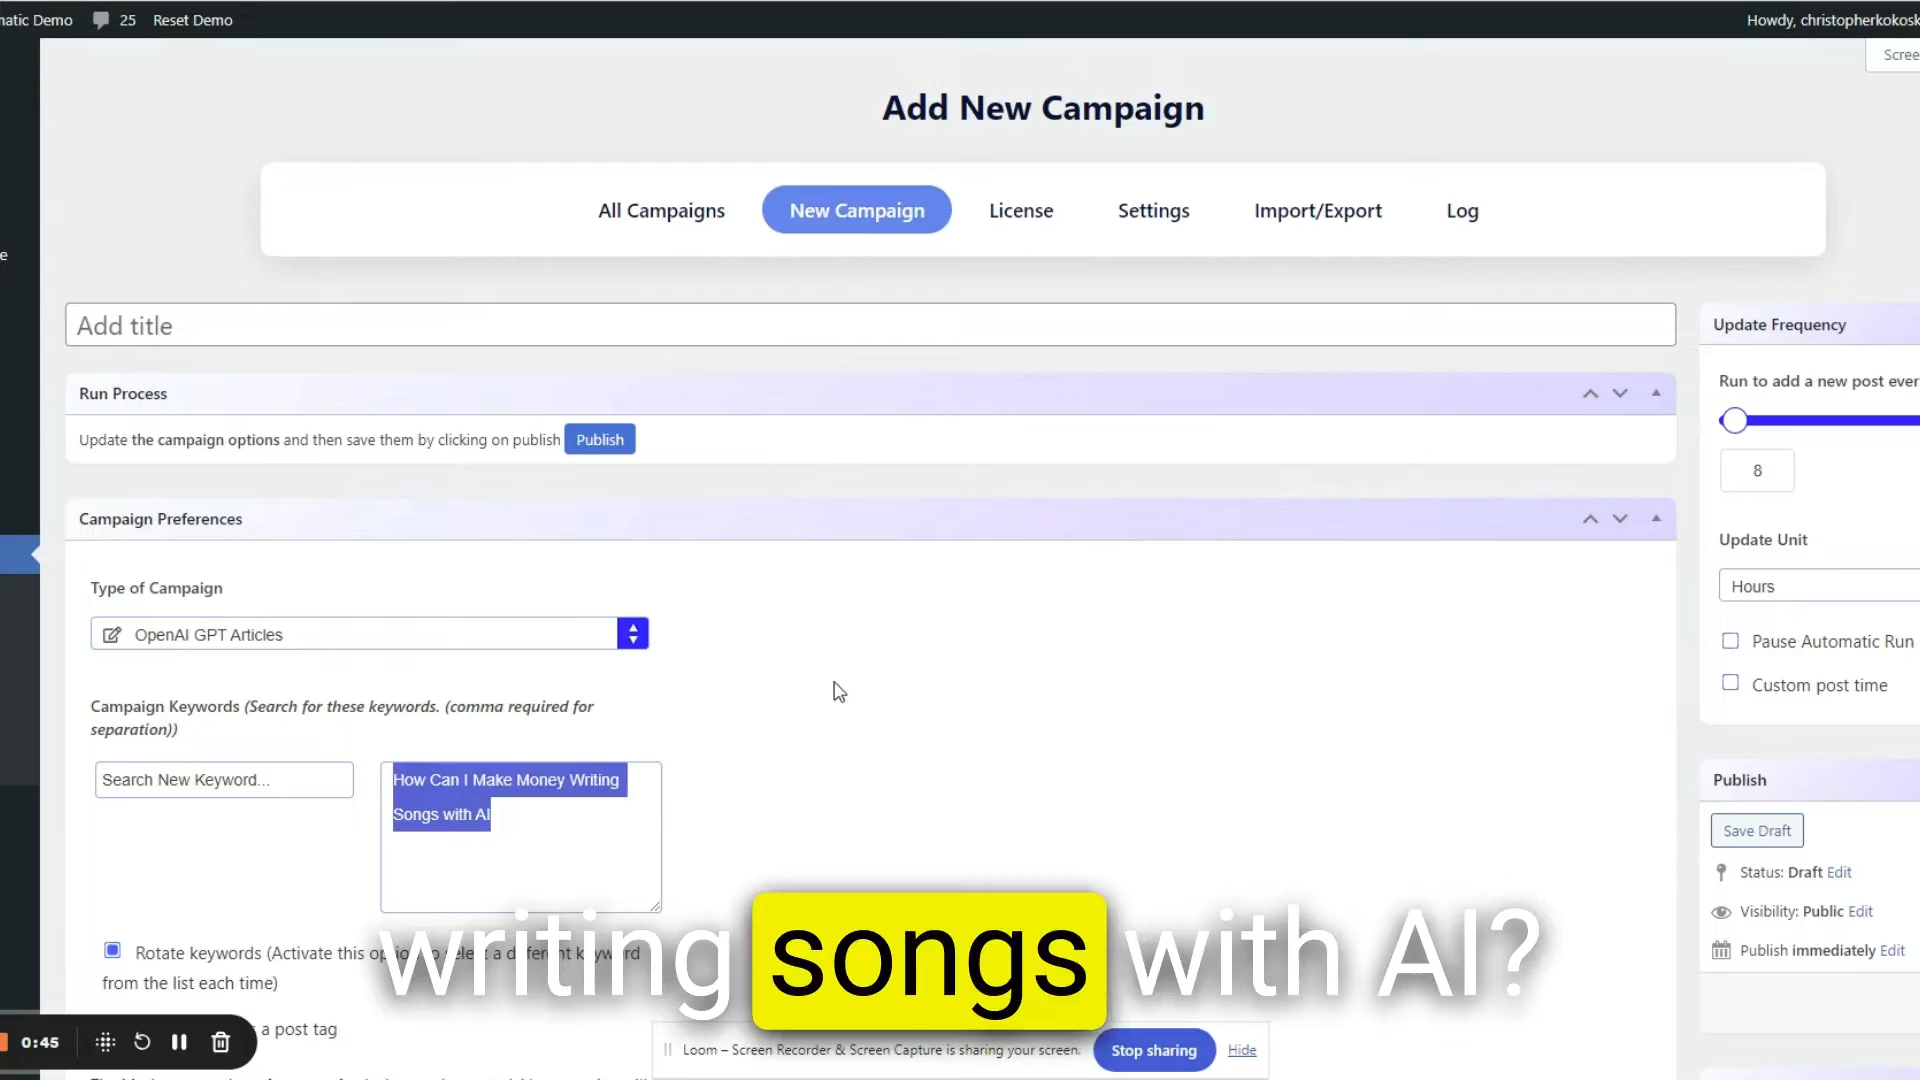 matic Demo 25 Reset Demo Howdy, christopherkokosk
Scree
Add New Campaign
All Campaigns New Campaign License Settings Import/Export Log
e
Add title
Run Process
Update the campaign options and then save them by clicking on publish Publish
Campaign Preferences
Type of Campaign
OpenAI GPT Articles
Campaign Keywords (Search for these keywords. (comma required for
separation))
Search New Keyword...
How Can I Make Money Writing
Songs with AI
Rotate keywords (Activate this option to select a different keyword
from the list each time)
s a post tag
writing songs with AI?
0:45
Loom – Screen Recorder & Screen Capture is sharing your screen. Stop sharing Hide
Update Frequency
Run to add a new post ever
8
Update Unit
Hours
Pause Automatic Run
Custom post time
Publish
Save Draft
Status: Draft Edit
Visibility: Public Edit
Publish immediately Edit